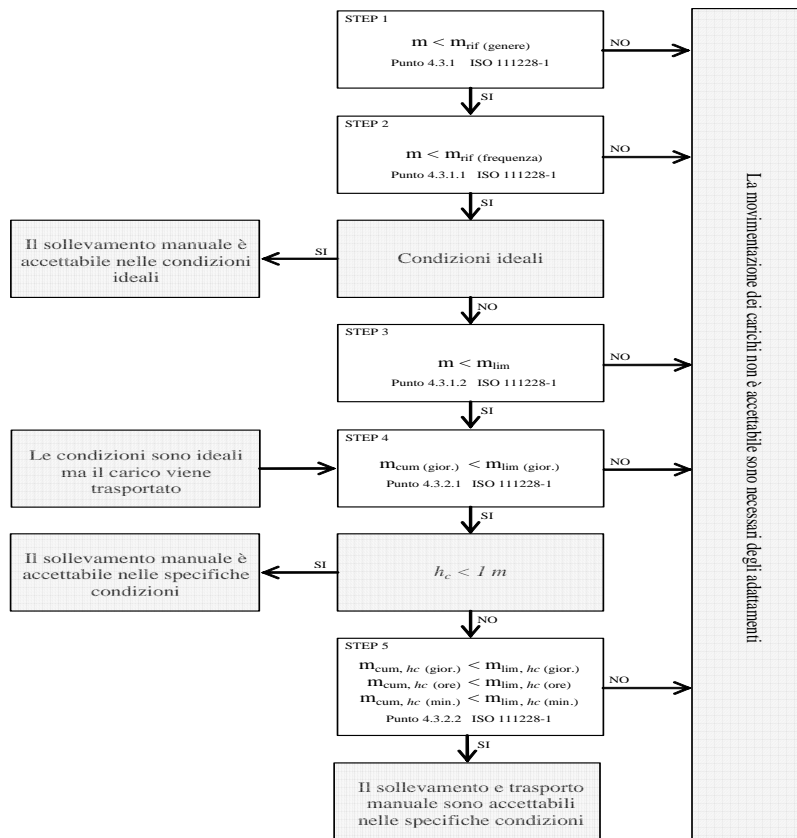 STEP 1
m < mrif (genere)
Punto 4.3.1 ISO 111228-1
NO
SI
STEP 2
m < mrif (frequenza)
Punto 4.3.1.1 ISO 111228-1
NO
SI
Il sollevamento manuale è
accettabile nelle condizioni
ideali
SI
Condizioni ideali
NO
STEP 3
m < mlim
Punto 4.3.1.2 ISO 111228-1
NO
SI
Le condizioni sono ideali
ma il carico viene
trasportato
STEP 4
mcum (gior.) < mlim (gior.)
Punto 4.3.2.1 ISO 111228-1
NO
SI
Il sollevamento manuale è
accettabile nelle specifiche
condizioni
SI
hc < 1 m
NO
STEP 5
mcum, hc (gior.) < mlim, hc (gior.)
mcum, hc (ore) < mlim, hc (ore)
mcum, hc (min.) < mlim, hc (min.)
Punto 4.3.2.2 ISO 111228-1
NO
SI
Il sollevamento e trasporto
manuale sono accettabili
nelle specifiche condizioni
La movimentazione dei carichi non è accettabile sono necessari degli adattamenti